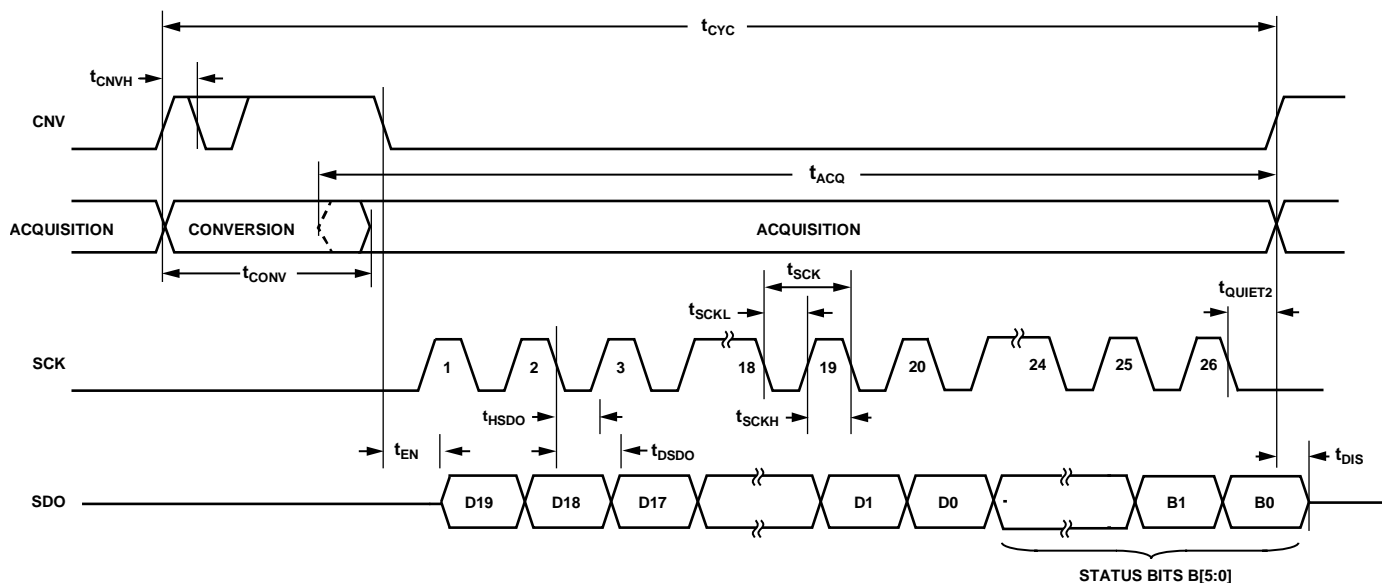 tCYC
tCNVH
CNV
tACQ
ACQUISITION CONVERSION ACQUISITION
tCONV
tSCK
tSCKL
tQUIET2
SCK 1 2 3 18 19 20 24 25 26
tHSDO
tSCKH
tEN
tDSDO
tDIS
SDO D19 D18 D17 D1 D0 - B1 B0
STATUS BITS B[5:0]